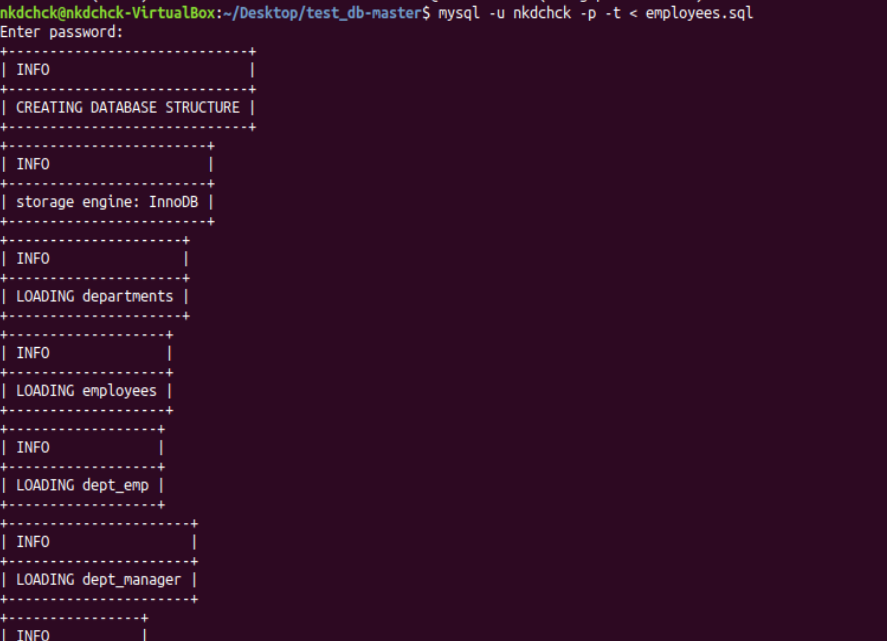 nkdchck@nkdchck-VirtualBox:~/Desktop/test_db-master$ mysql -u nkdchck -p -t < employees.sql
Enter password:
+-----------------------------+
| INFO                        |
+-----------------------------+
| CREATING DATABASE STRUCTURE |
+-----------------------------+
+------------------------+
| INFO                   |
+------------------------+
| storage engine: InnoDB |
+------------------------+
+---------------------+
| INFO                |
+---------------------+
| LOADING departments |
+---------------------+
+-------------------+
| INFO              |
+-------------------+
| LOADING employees |
+-------------------+
+------------------+
| INFO             |
+------------------+
| LOADING dept_emp |
+------------------+
+----------------------+
| INFO                 |
+----------------------+
| LOADING dept_manager |
+----------------------+
+----------------+
| INFO           |